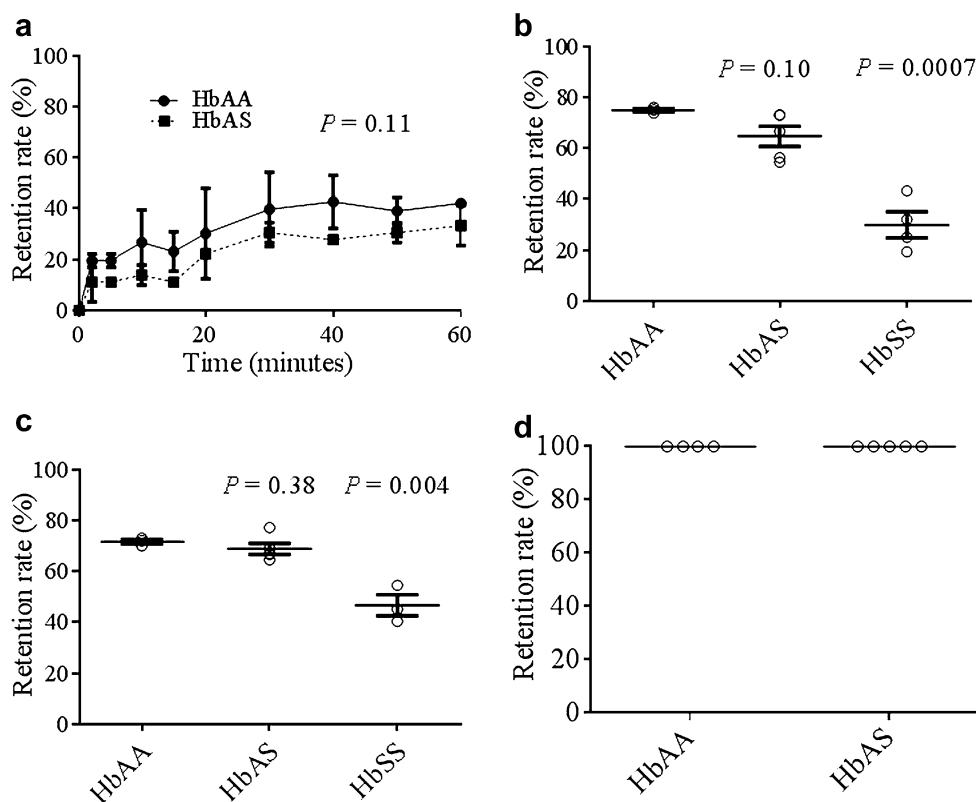 a
Retention rate (%)
100
80
60
40
20
0
HbAA
HbAS
P = 0.11
0
20
40
60
Time (minutes)
b
Retention rate (%)
100
80
60
40
20
0
P = 0.10
P = 0.0007
HbAA
HbAS
HbSS
c
Retention rate (%)
100
80
60
40
20
0
P = 0.38
P = 0.004
HbAA
HbAS
HbSS
d
Retention rate (%)
100
80
60
40
20
0
HbAA
HbAS